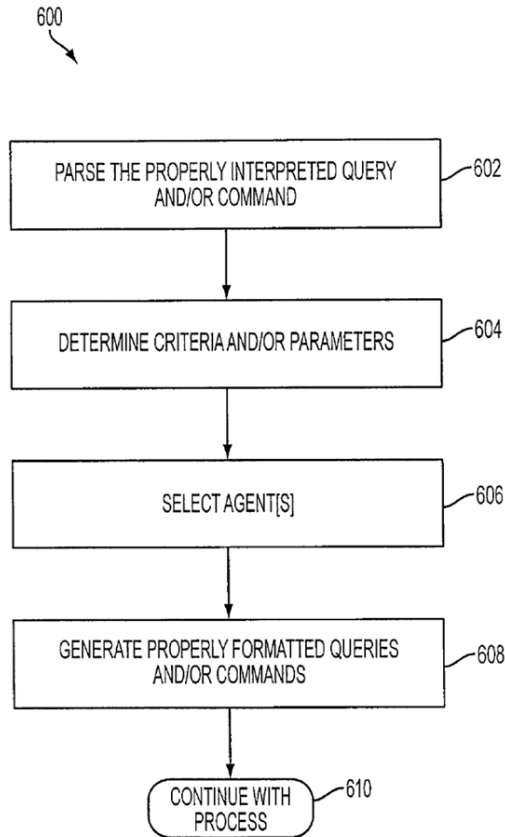 600
PARSE THE PROPERLY INTERPRETED QUERY
AND/OR COMMAND
602
DETERMINE CRITERIA AND/OR PARAMETERS
604
SELECT AGENT[S]
606
GENERATE PROPERLY FORMATTED QUERIES
AND/OR COMMANDS
608
CONTINUE WITH
PROCESS
610